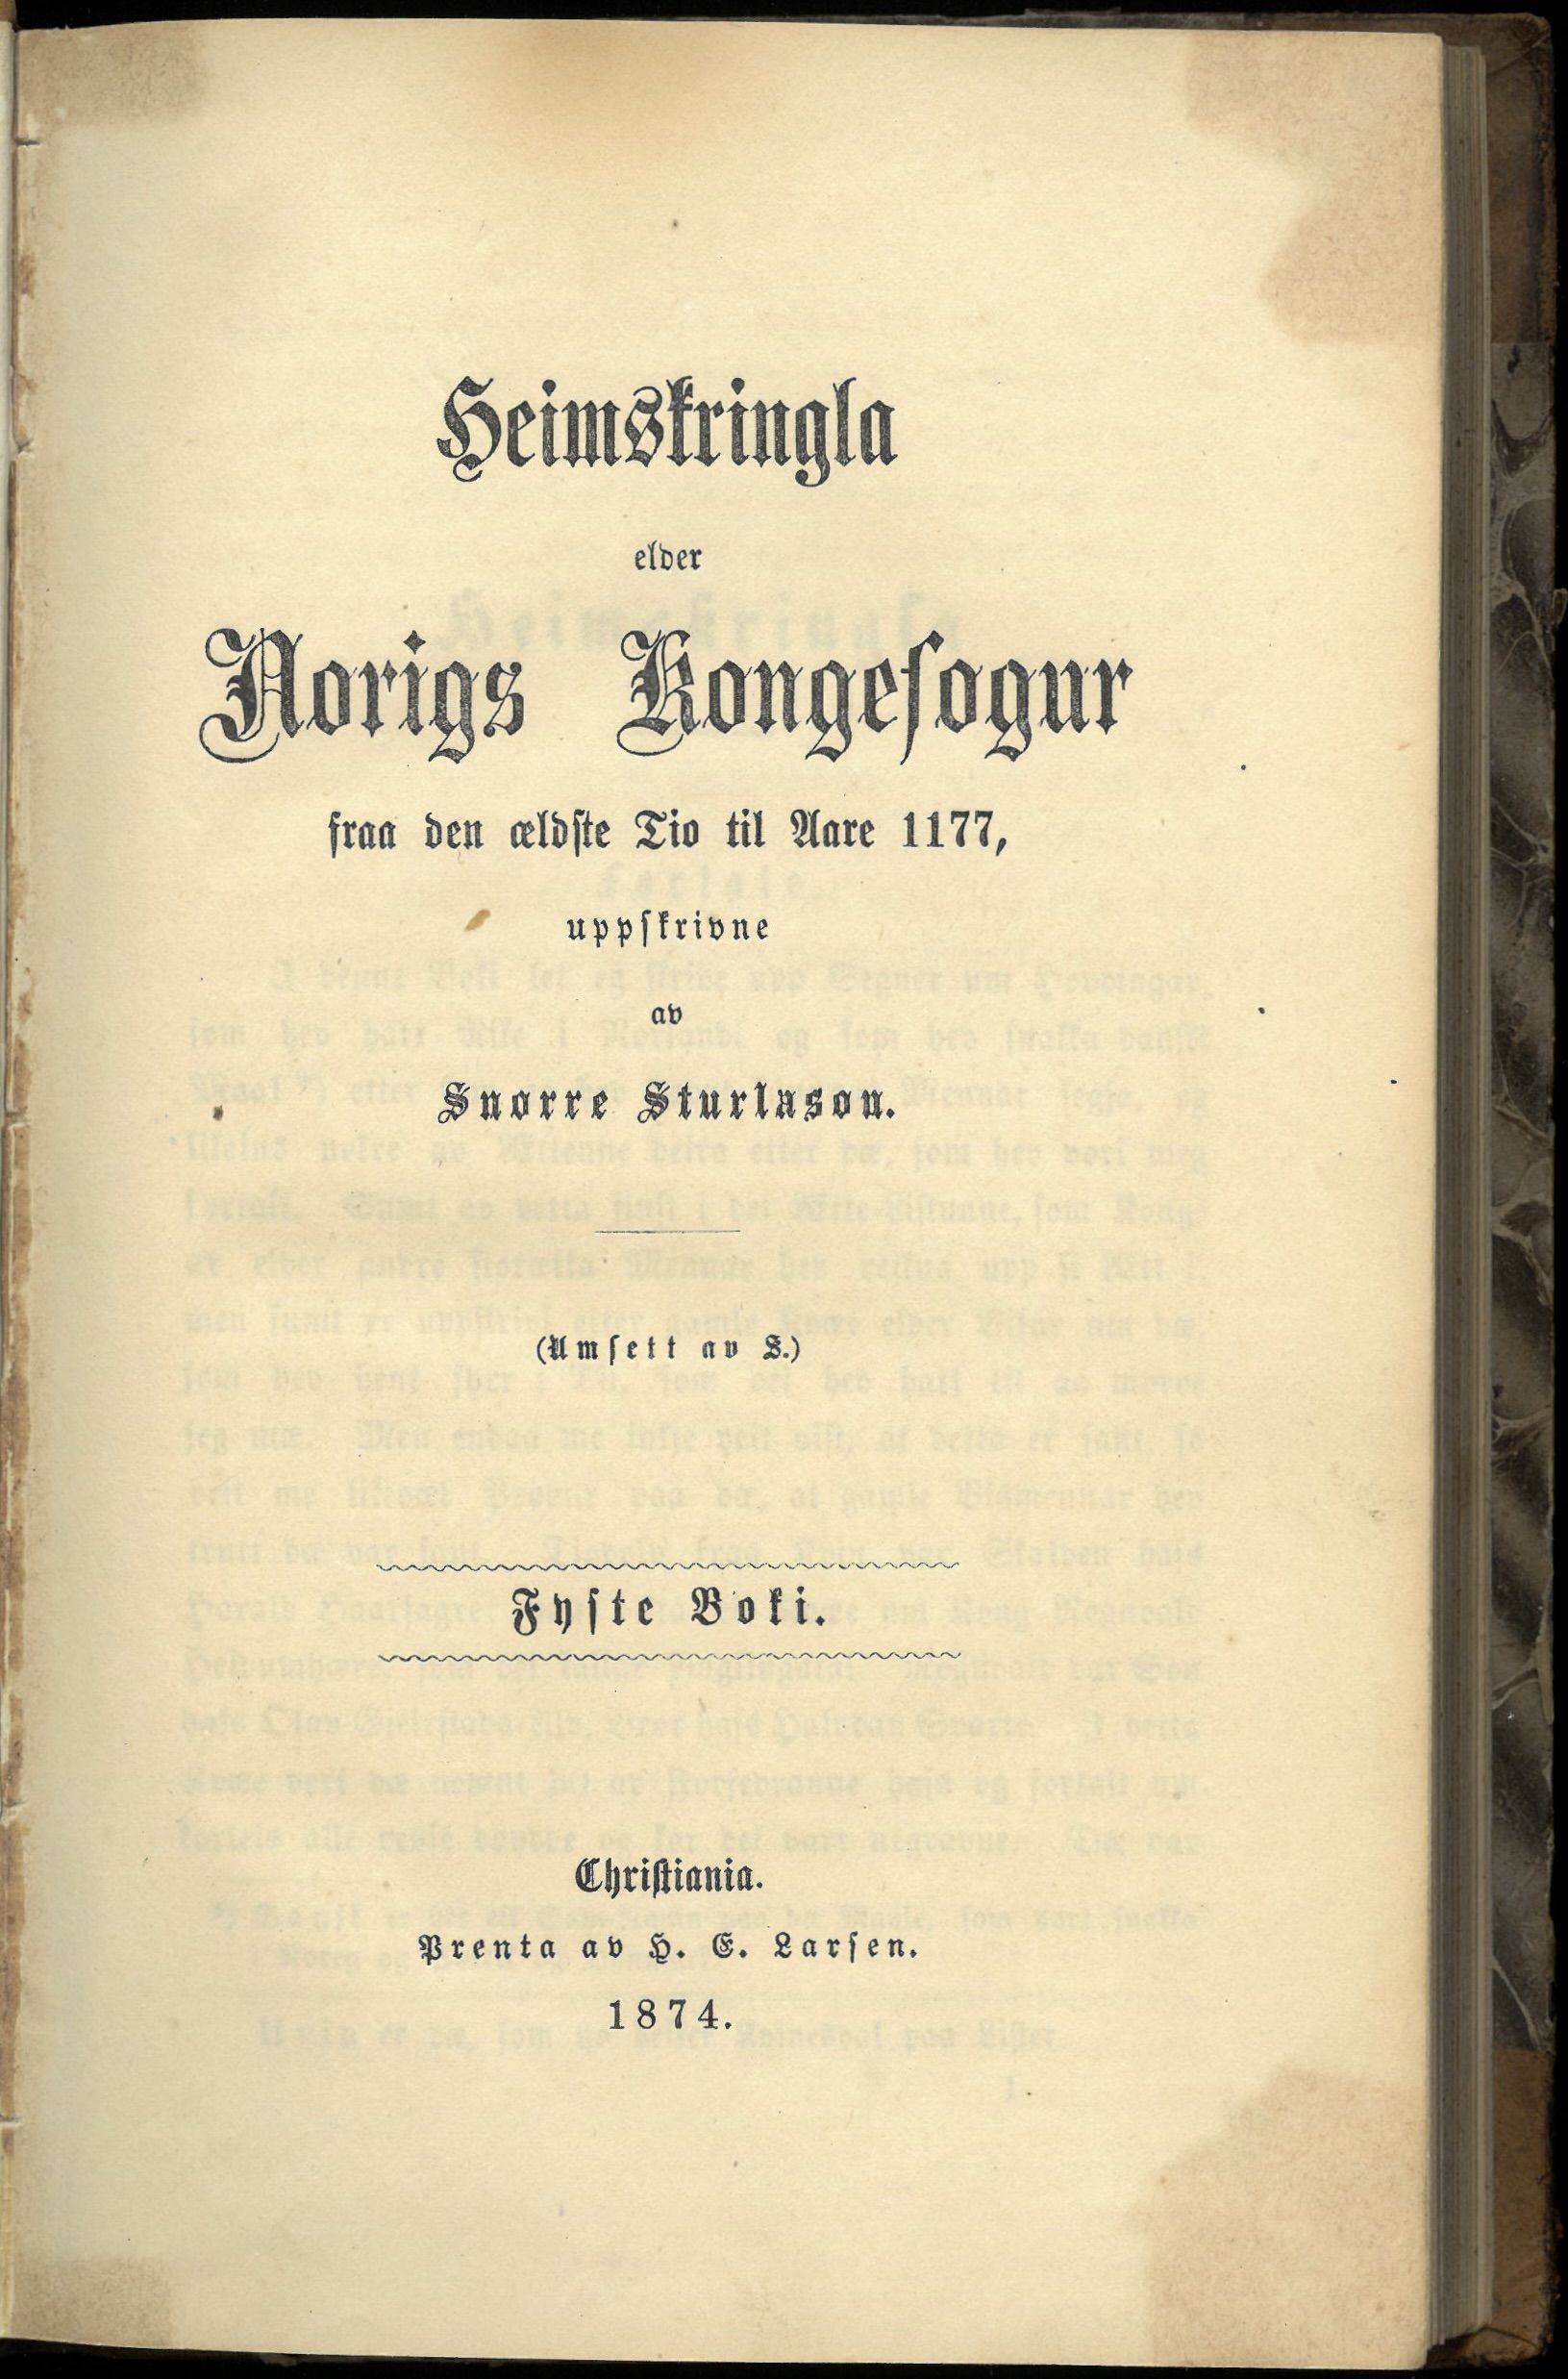 Heimskringla
elder
Norigs Kongesogur
fraa den ældste Tio til Aare 1177,
uppskrivne
av
Snorre Sturlason.
(Umsett av S.)
Fyste Boki.
Christiania.
Prenta av H. E. Larsen.
1874.